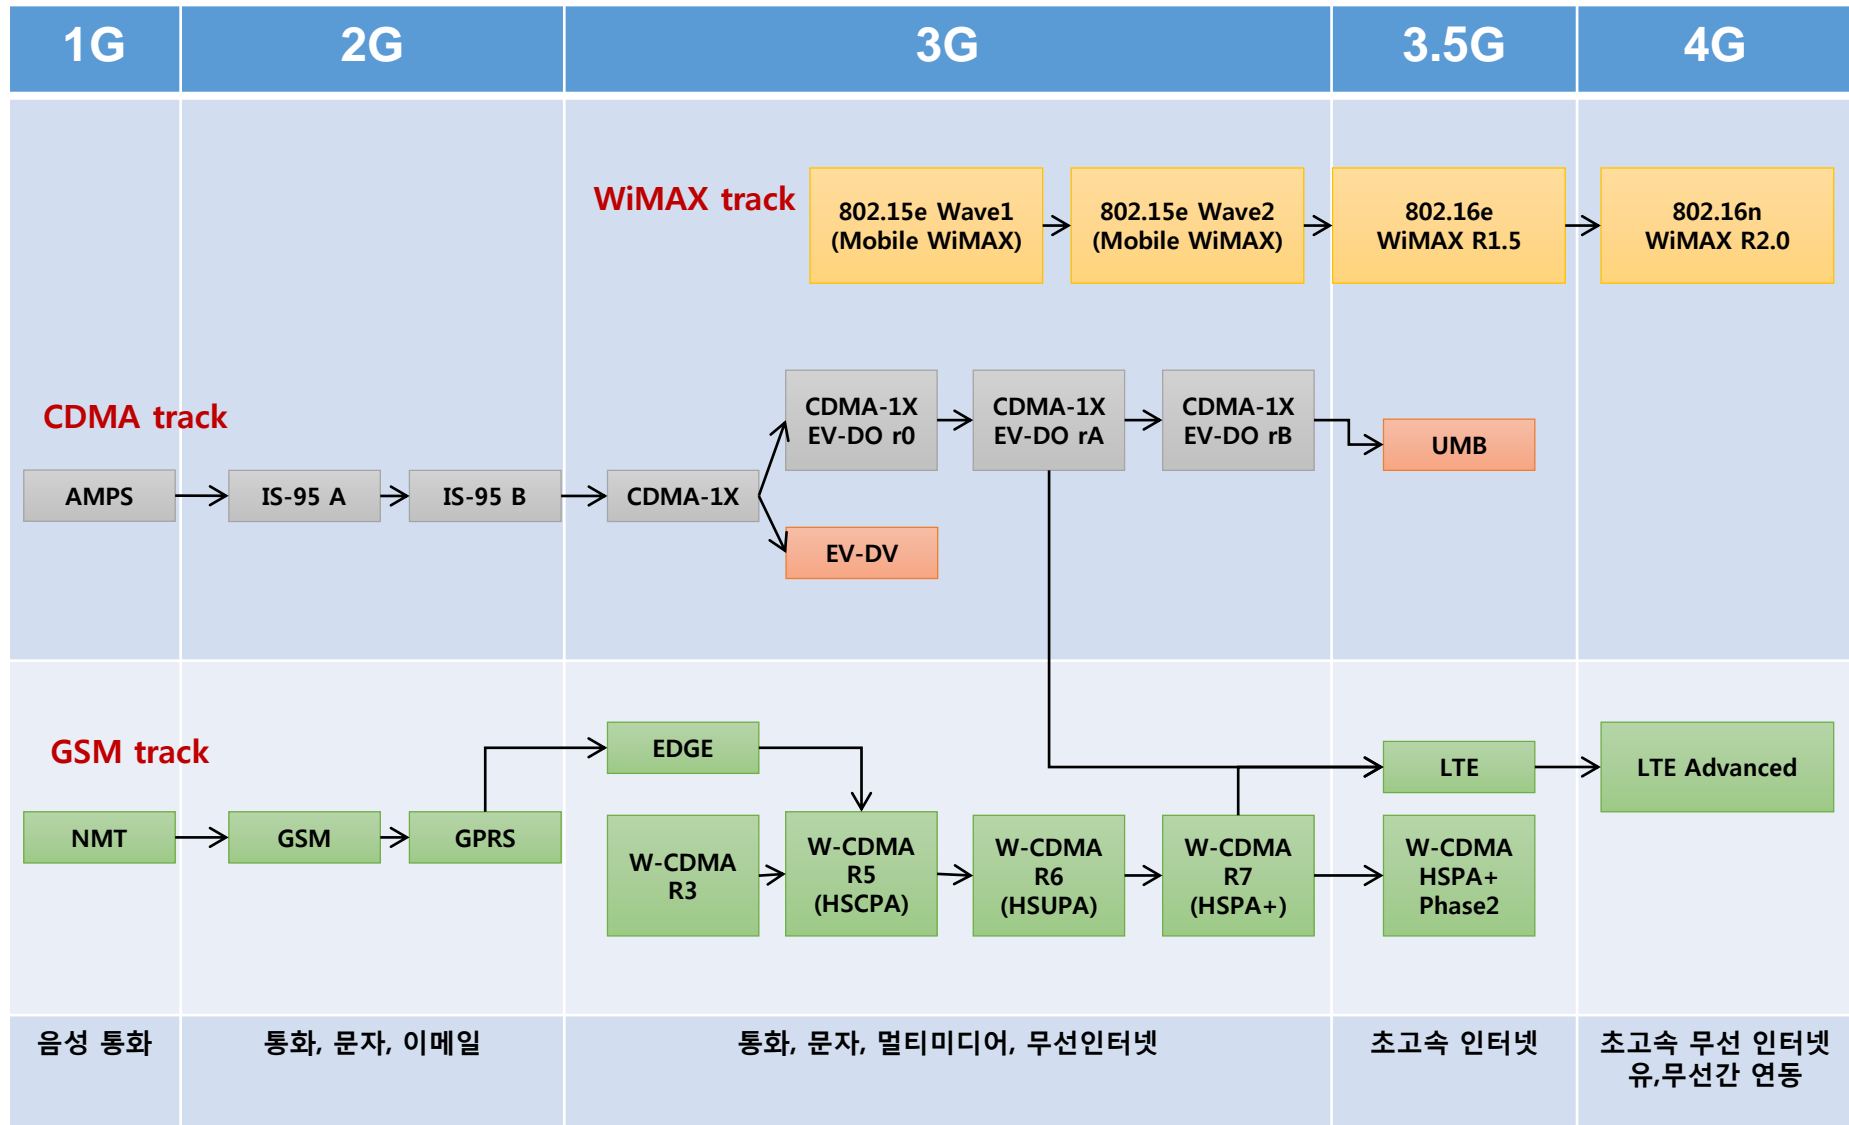 1G
2G
3G
3.5G
4G
WiMAX track
802.15e Wave1
(Mobile WiMAX)
802.15e Wave2
(Mobile WiMAX)
802.16e
WiMAX R1.5
802.16n
WiMAX R2.0
CDMA track
AMPS
IS-95 A
IS-95 B
CDMA-1X
CDMA-1X
EV-DO r0
CDMA-1X
EV-DO rA
CDMA-1X
EV-DO rB
UMB
EV-DV
GSM track
NMT
GSM
GPRS
EDGE
W-CDMA
R3
W-CDMA
R5
(HSCPA)
W-CDMA
R6
(HSUPA)
W-CDMA
R7
(HSPA+)
LTE
LTE Advanced
W-CDMA
HSPA+
Phase2
음성 통화
통화, 문자, 이메일
통화, 문자, 멀티미디어, 무선인터넷
초고속 인터넷
초고속 무선 인터넷
유,무선간 연동